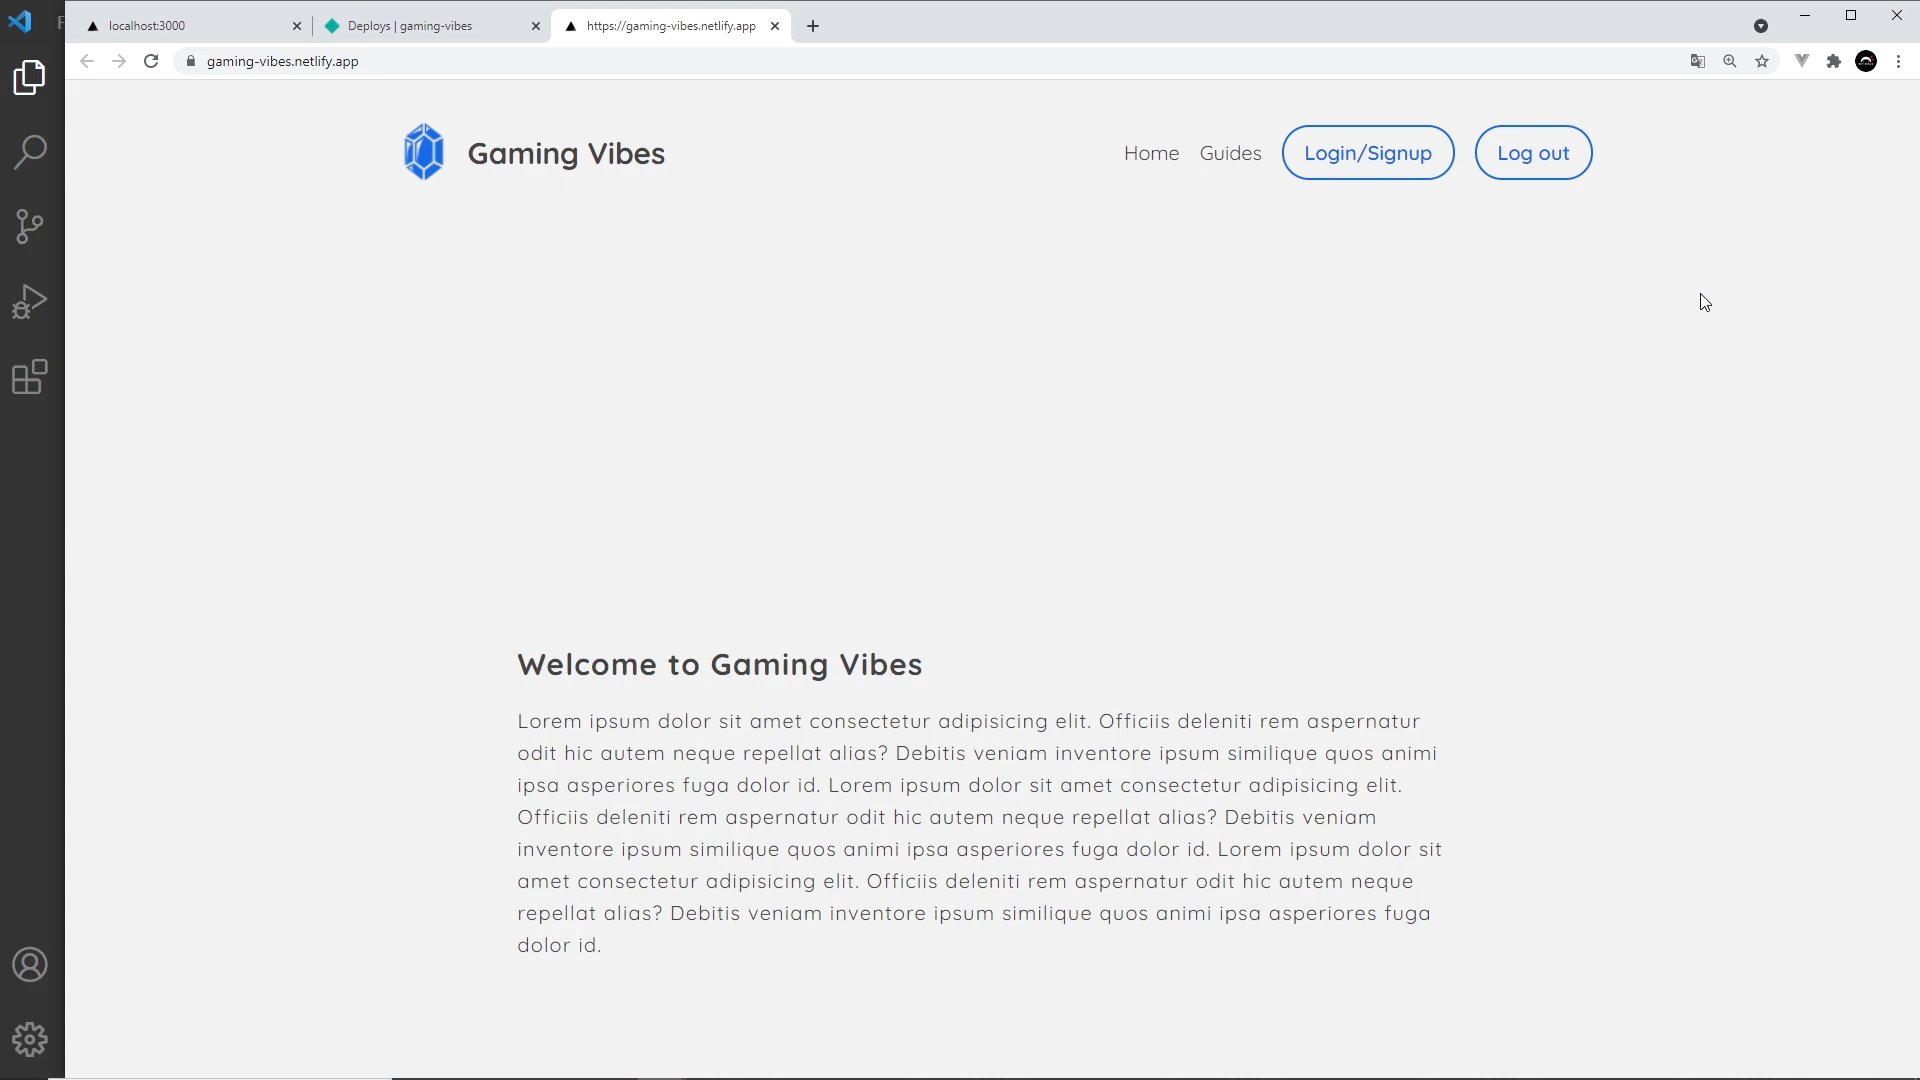 F
localhost:3000
Deploys | gaming-vibes
https://gaming-vibes.netlify.app
gaming-vibes.netlify.app
Gaming Vibes
Home
Guides
Login/Signup
Log out
Welcome to Gaming Vibes
Lorem ipsum dolor sit amet consectetur adipisicing elit. Officiis deleniti rem aspernatur
odit hic autem neque repellat alias? Debitis veniam inventore ipsum similique quos animi
ipsa asperiores fuga dolor id. Lorem ipsum dolor sit amet consectetur adipisicing elit.
Officiis deleniti rem aspernatur odit hic autem neque repellat alias? Debitis veniam
inventore ipsum similique quos animi ipsa asperiores fuga dolor id. Lorem ipsum dolor sit
amet consectetur adipisicing elit. Officiis deleniti rem aspernatur odit hic autem neque
repellat alias? Debitis veniam inventore ipsum similique quos animi ipsa asperiores fuga
dolor id.